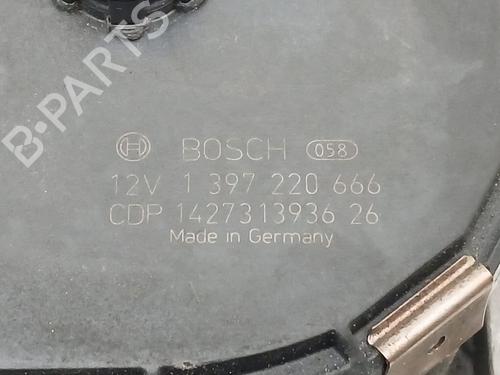 B-PARTS
BOSCH 058
12V 1 397 220 666
CDP 1427313936 26
Made in Germany